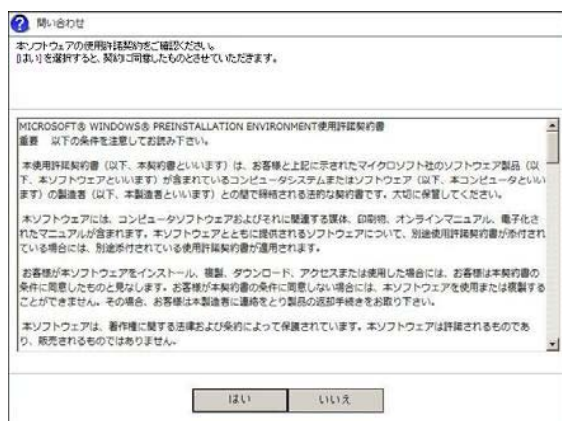 問い合わせ
本ソフトウェアの使用許諾契約をご確認ください。
[はい]を選択すると、契約に同意したものとさせていただきます。
MICROSOFT® WINDOWS® PREINSTALLATION ENVIRONMENT使用許諾契約書
重要　以下の条件を注意してお読み下さい。
本使用許諾契約書（以下、本契約書といいます）は、お客様と上記に示されたマイクロソフト社のソフトウェア製品（以
下、本ソフトウェアといいます）が含まれているコンピュータシステムまたはソフトウェア（以下、本コンピュータといい
ます）の製造者（以下、本製造者といいます）との間で締結される法的な契約書です。大切に保管してください。
本ソフトウェアには、コンピュータソフトウェアおよびそれに関連する媒体、印刷物、オンラインマニュアル、電子化さ
れたマニュアルが含まれます。本ソフトウェアとともに提供されるソフトウェアについて、別途使用許諾契約書が添付され
ている場合には、別途添付されている使用許諾契約書が適用されます。
お客様が本ソフトウェアをインストール、複製、ダウンロード、アクセスまたは使用した場合には、お客様は本契約書の
条件に同意したものと見なします。お客様が本契約書の条件に同意しない場合には、本ソフトウェアを使用または複製する
ことができません。その場合、お客様は本製造者に連絡をとり製品の返却手続きをお取り下さい。
本ソフトウェアは、著作権に関する法律および条約によって保護されています。本ソフトウェアは許諾されるものであ
り、販売されるものではありません。
はい
いいえ